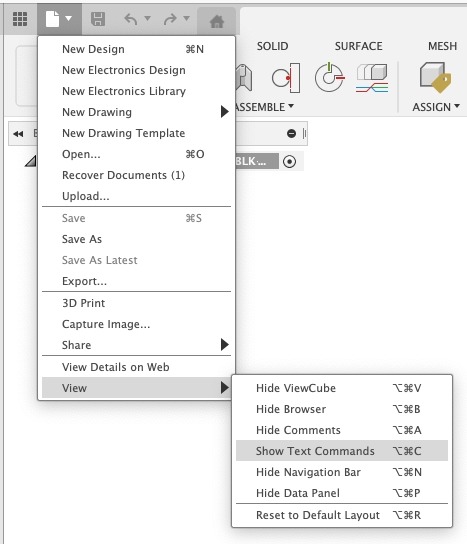 SOLID SURFACE MESH
ASSEMBLE ▾ ASSIGN ▾
BLK-...
New Design ⌘N
New Electronics Design
New Electronics Library
New Drawing
New Drawing Template
Open... ⌘O
Recover Documents (1)
Upload...
Save ⌘S
Save As
Save As Latest
Export...
3D Print
Capture Image...
Share
View Details on Web
View
Hide ViewCube ⌥⌘V
Hide Browser ⌥⌘B
Hide Comments ⌥⌘A
Show Text Commands ⌥⌘C
Hide Navigation Bar ⌥⌘N
Hide Data Panel ⌥⌘P
Reset to Default Layout ⌥⌘R